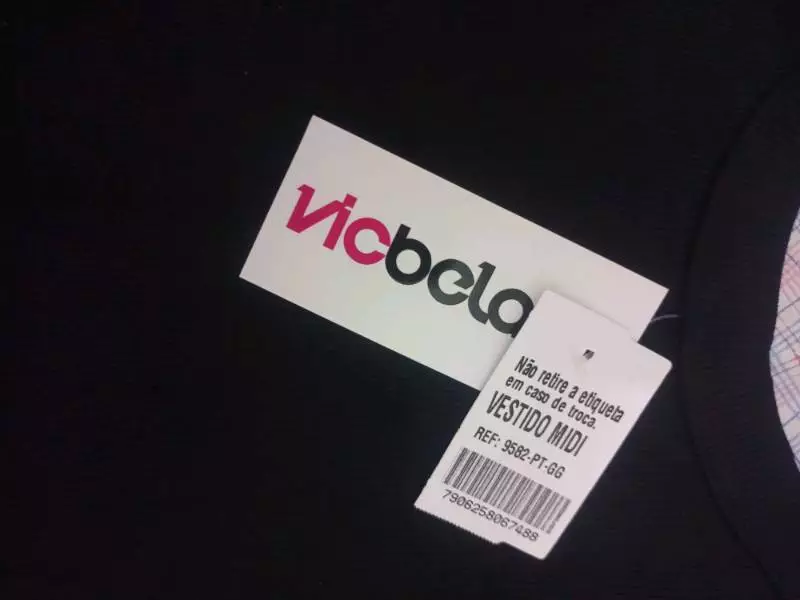 vicbela
Não retire a etiqueta
em caso de troca.
VESTIDO MIDI
REF: 9582-PT-GG
7906258067488